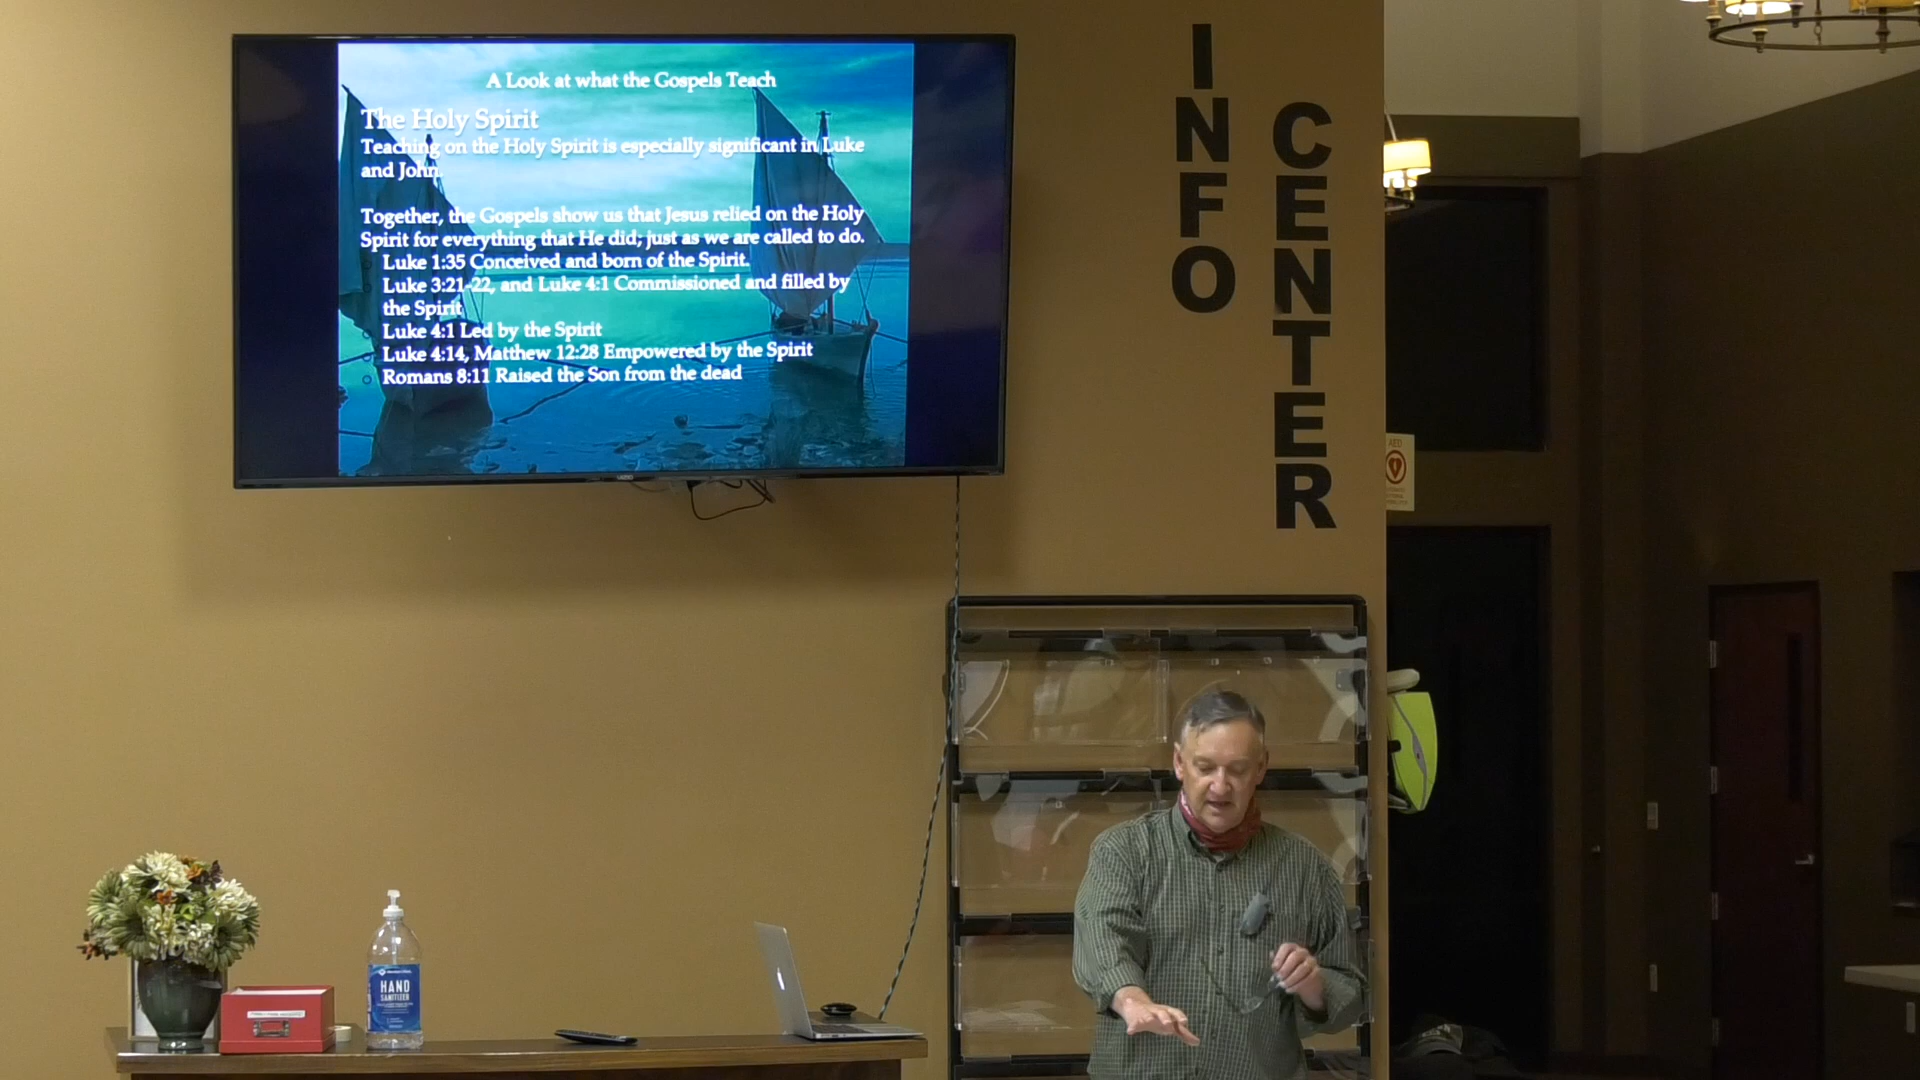 A Look at what the Gospels Teach
The Holy Spirit
Teaching on the Holy Spirit is especially significant in Luke
and John.
Together, the Gospels show us that Jesus relied on the Holy
Spirit for everything that He did; just as we are called to do.
Luke 1:35 Conceived and born of the Spirit.
Luke 3:21-22, and Luke 4:1 Commissioned and filled by
the Spirit
Luke 4:1 Led by the Spirit
Luke 4:14, Matthew 12:28 Empowered by the Spirit
Romans 8:11 Raised the Son from the dead
VIZIO
INFO
CENTER
AED
HAND
SANITIZER